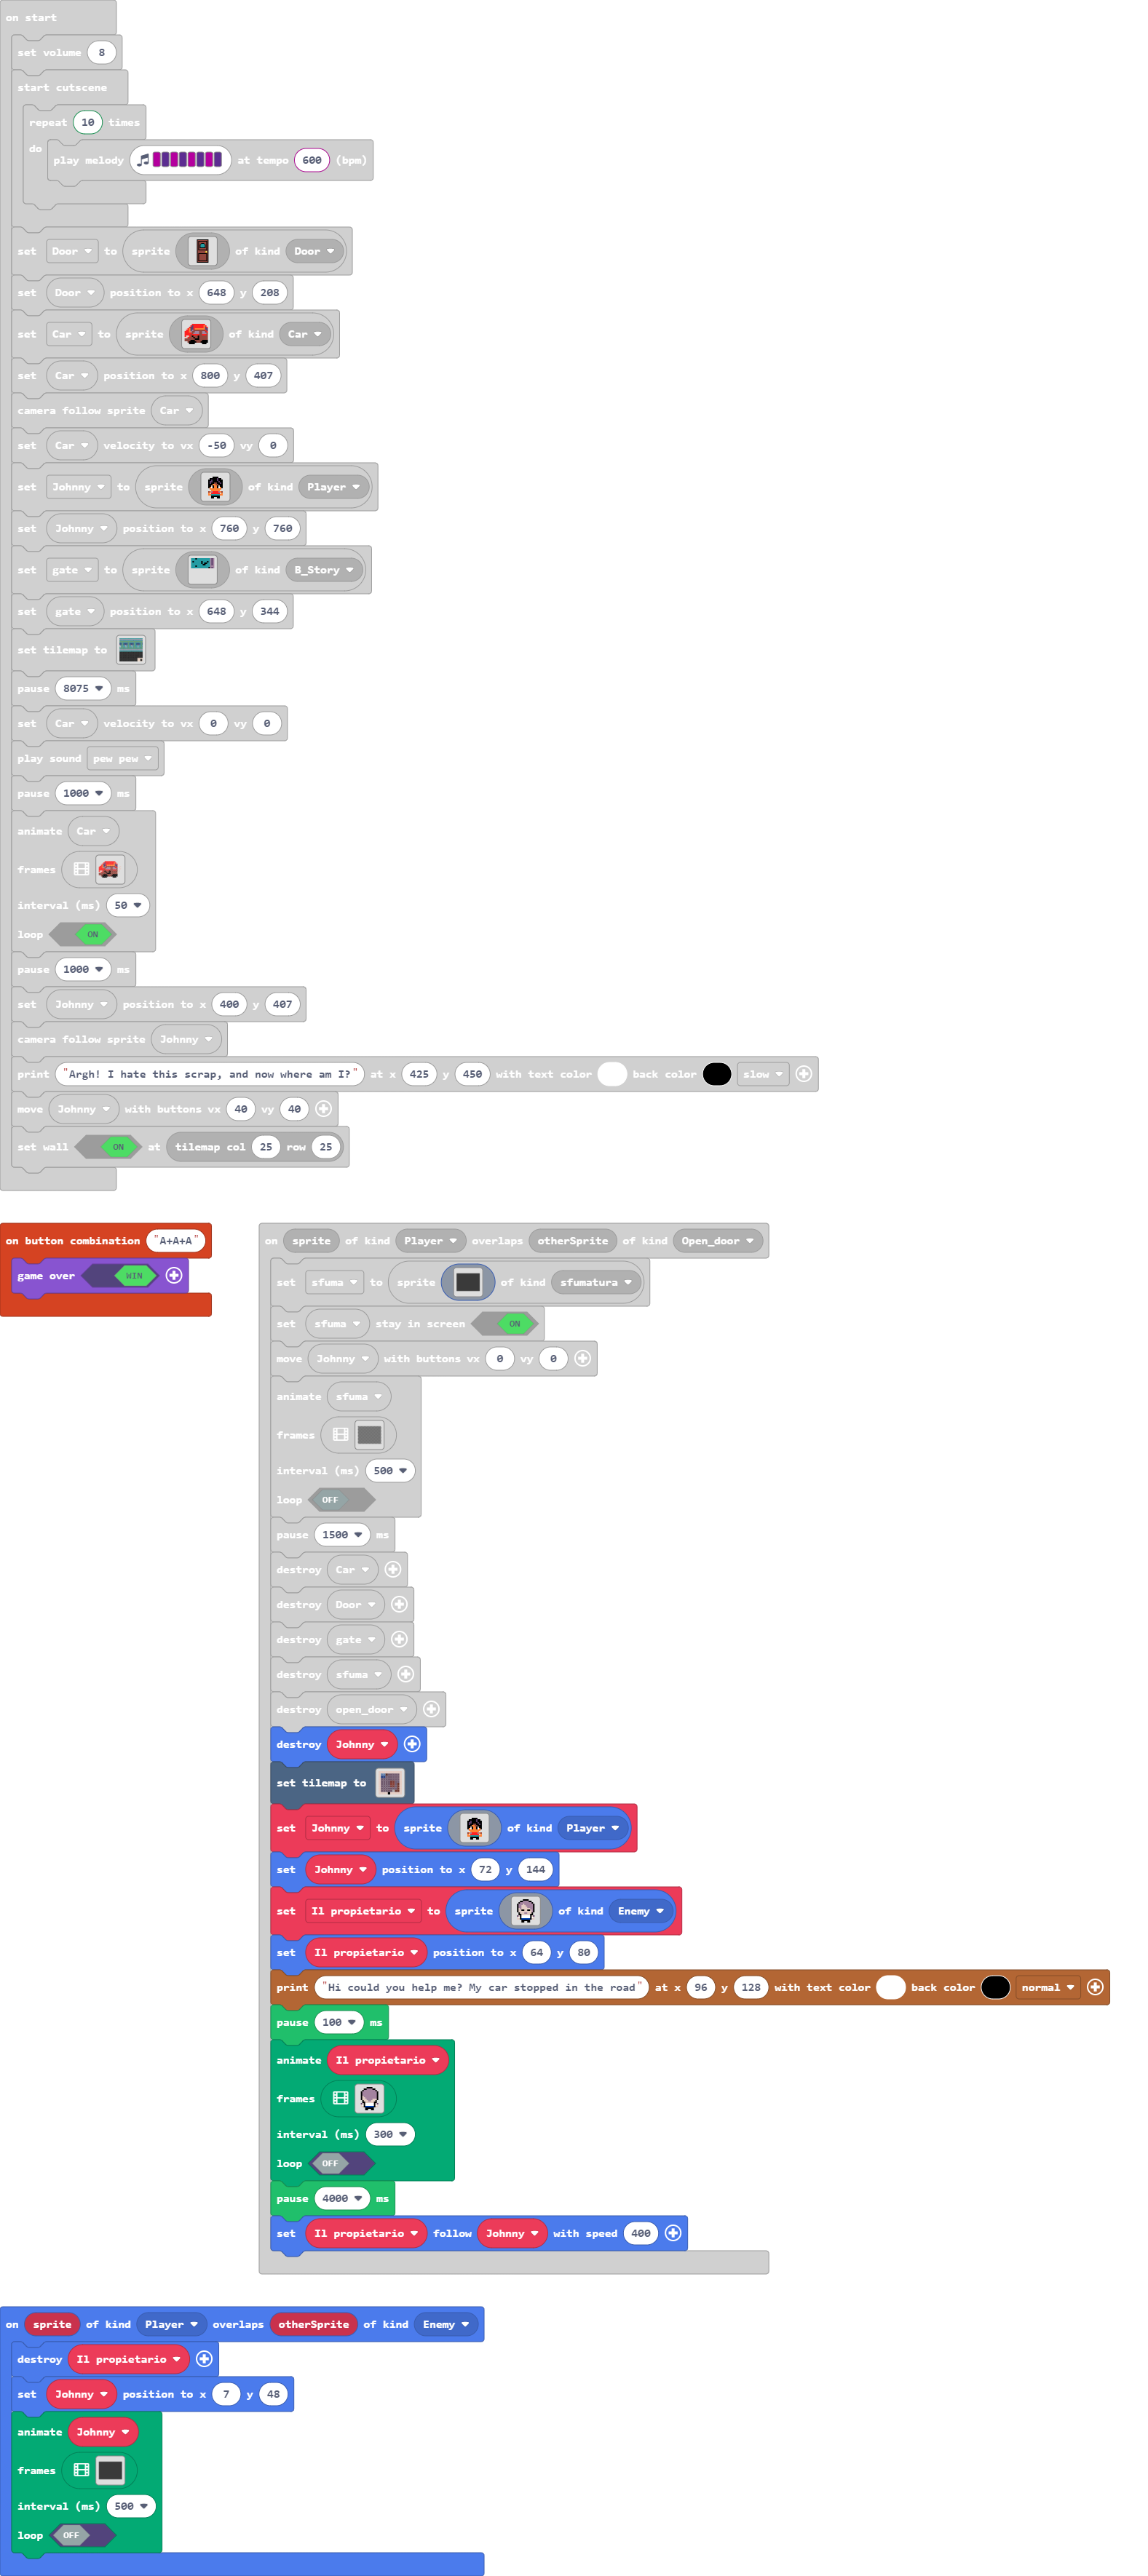 on start
set volume 8
start cutscene
repeat 10 times
do
play melody at tempo 600 (bpm)
set Door to sprite of kind Door
set Door position to x 648 y 208
set Car to sprite of kind Car
set Car position to x 800 y 407
camera follow sprite Car
set Car velocity to vx -50 vy 0
set Johnny to sprite of kind Player
set Johnny position to x 760 y 760
set gate to sprite of kind B_Story
set gate position to x 648 y 344
set tilemap to
pause 8075 ms
set Car velocity to vx 0 vy 0
play sound pew pew
pause 1000 ms
animate Car
frames
interval (ms) 50
loop ON
pause 1000 ms
set Johnny position to x 400 y 407
camera follow sprite Johnny
print "Argh! I hate this scrap, and now where am I?" at x 425 y 450 with text color back color slow
move Johnny with buttons vx 40 vy 40
set wall ON at tilemap col 25 row 25
on button combination "A+A+A"
game over WIN
on sprite of kind Player overlaps otherSprite of kind Open_door
set sfuma to sprite of kind sfumatura
set sfuma stay in screen ON
move Johnny with buttons vx 0 vy 0
animate sfuma
frames
interval (ms) 500
loop OFF
pause 1500 ms
destroy Car
destroy Door
destroy gate
destroy sfuma
destroy open_door
destroy Johnny
set tilemap to
set Johnny to sprite of kind Player
set Johnny position to x 72 y 144
set Il propietario to sprite of kind Enemy
set Il propietario position to x 64 y 80
print "Hi could you help me? My car stopped in the road" at x 96 y 128 with text color back color normal
pause 100 ms
animate Il propietario
frames
interval (ms) 300
loop OFF
pause 4000 ms
set Il propietario follow Johnny with speed 400
on sprite of kind Player overlaps otherSprite of kind Enemy
destroy Il propietario
set Johnny position to x 7 y 48
animate Johnny
frames
interval (ms) 500
loop OFF